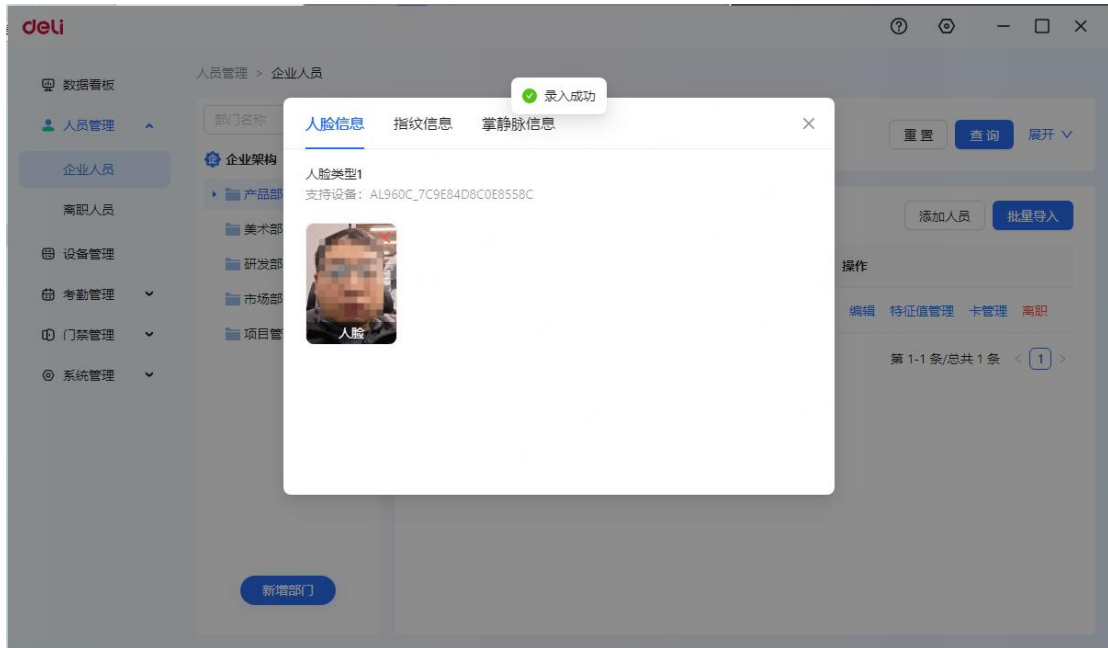 deli
数据看板
人员管理
企业人员
离职人员
设备管理
考勤管理
门禁管理
系统管理
人员管理 > 企业人员
部门名称
企业架构
产品部
美术部
研发部
市场部
项目管
新增部门
录入成功
人脸信息 指纹信息 掌静脉信息
人脸类型1
支持设备：AL960C_7C9E84D8C0E8558C
人脸
重置 查询 展开
添加人员 批量导入
操作
编辑 特征值管理 卡管理 离职
第 1-1 条/总共 1 条 < 1 >